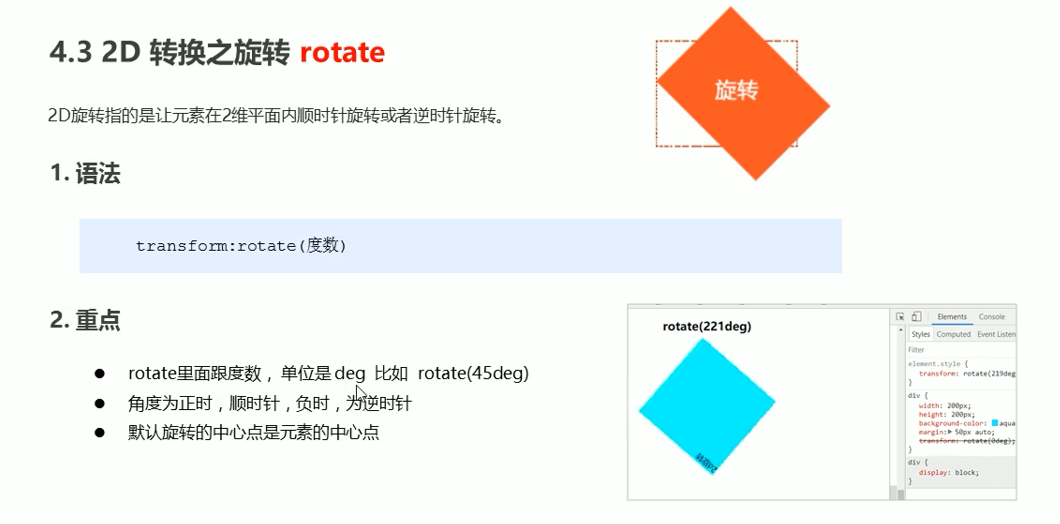 4.3 2D 转换之旋转 rotate
旋转
2D旋转指的是让元素在2维平面内顺时针旋转或者逆时针旋转。
1. 语法
transform:rotate(度数)
2. 重点
rotate里面跟度数，单位是 deg 比如 rotate(45deg)
角度为正时，顺时针，负时，为逆时针
默认旋转的中心点是元素的中心点
rotate(221deg)
Elements Console
Styles Computed Event Listen
Filter
element.style {
transform: rotate(219deg
}
div {
width: 200px;
height: 200px;
background-color: aqua
margin: 50px auto;
transform: rotate(0deg);
}
div {
display: block;
}